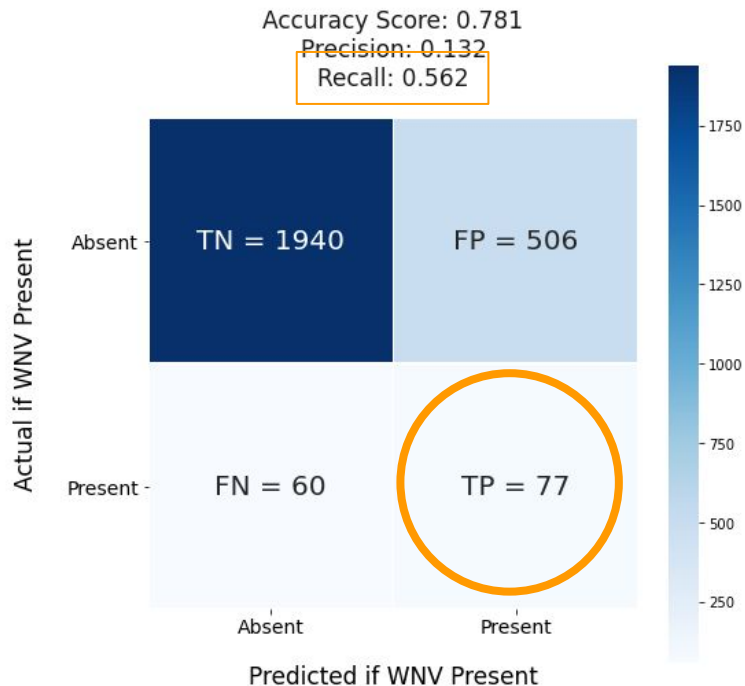 Accuracy Score: 0.781
Precision: 0.132
Recall: 0.562
1750
1500
1250
1000
750
500
250
Actual if WNV Present
Absent
TN = 1940
FP = 506
Present
FN = 60
TP = 77
Absent
Present
Predicted if WNV Present